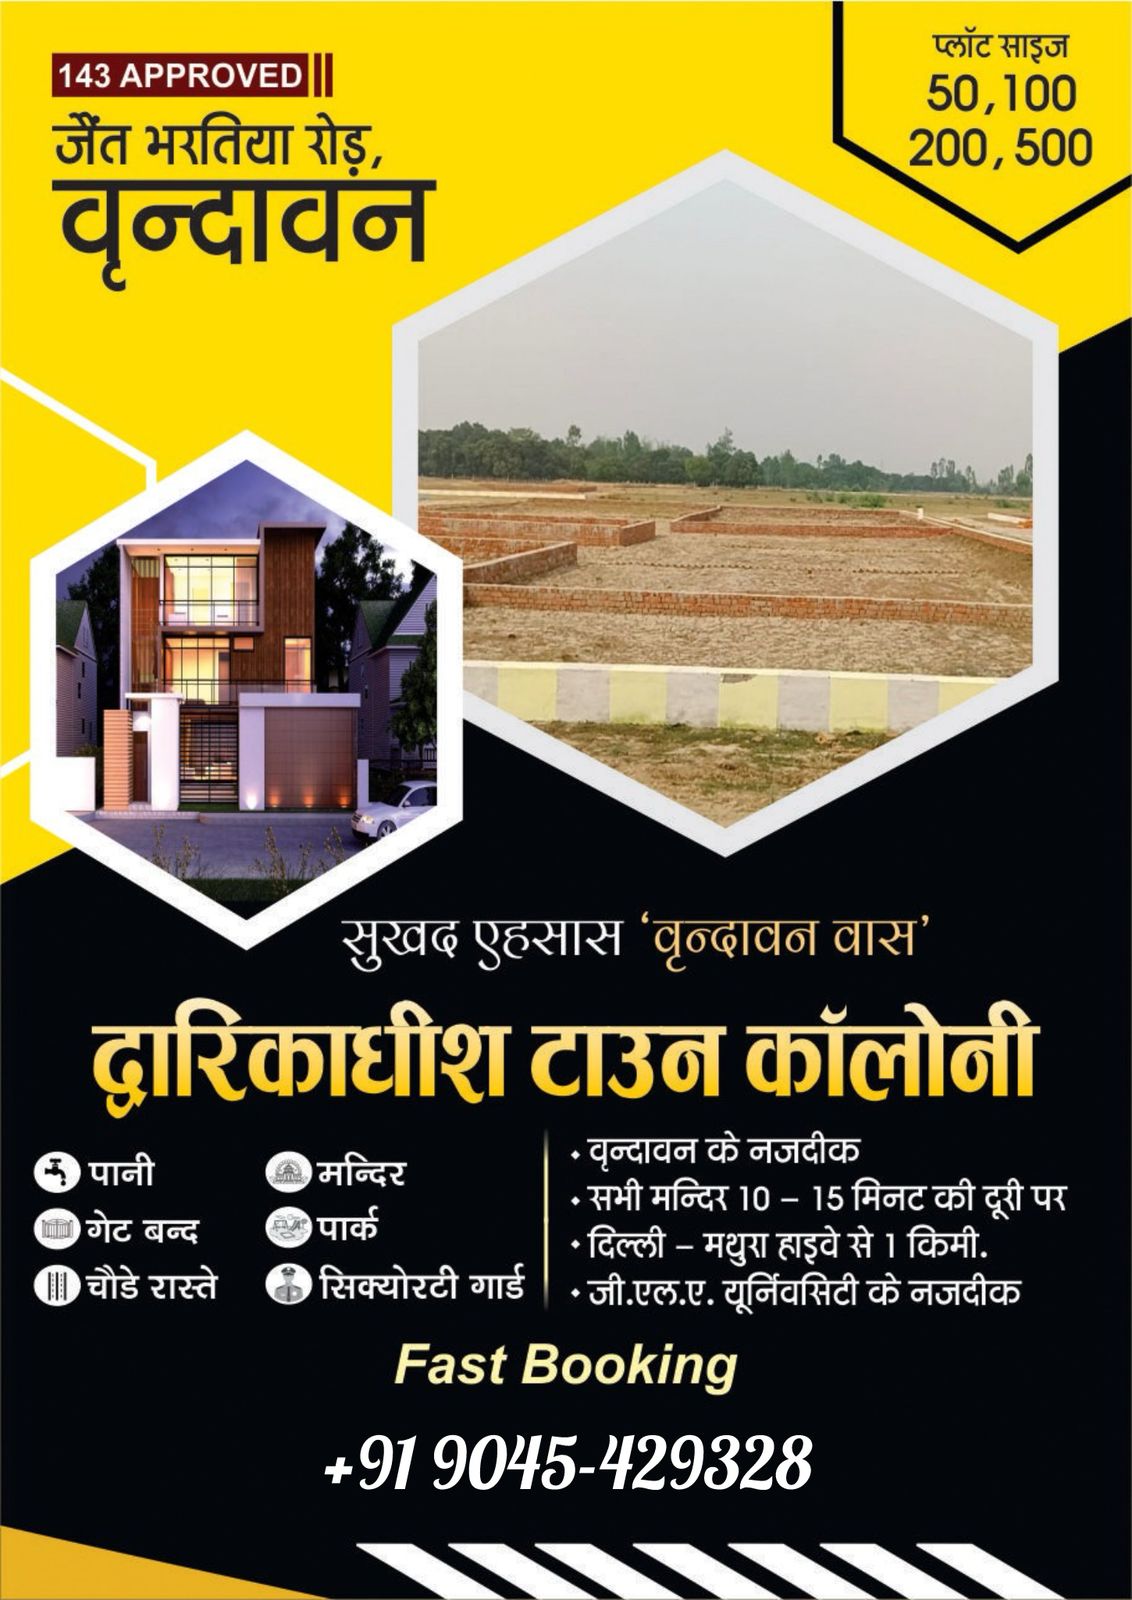 143 APPROVED
जैंत भरतिया रोड़,
वृन्दावन
प्लॉट साइज
50,100
200,500
सुखद एहसास 'वृन्दावन वास'
द्वारिकाधीश टाउन कॉलोनी
पानी
मन्दिर
गेट बन्द
पार्क
चौडे रास्ते
सिक्योरटी गार्ड
• वृन्दावन के नजदीक
• सभी मन्दिर 10 – 15 मिनट की दूरी पर
• दिल्ली – मथुरा हाइवे से 1 किमी.
• जी.एल.ए. यूर्निवसिटी के नजदीक
Fast Booking
+91 9045-429328